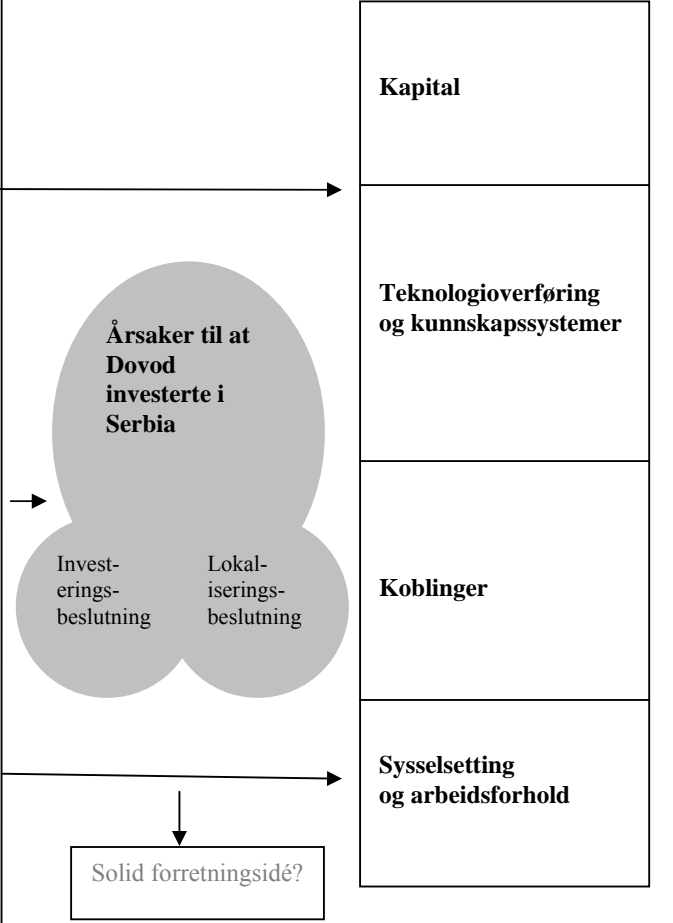 Kapital
Teknologioverføring
og kunnskapssystemer
Årsaker til at
Dovod
investerte i
Serbia
Invest-
erings-
beslutning
Lokal-
iserings-
beslutning
Koblinger
Sysselsetting
og arbeidsforhold
Solid forretningsidé?